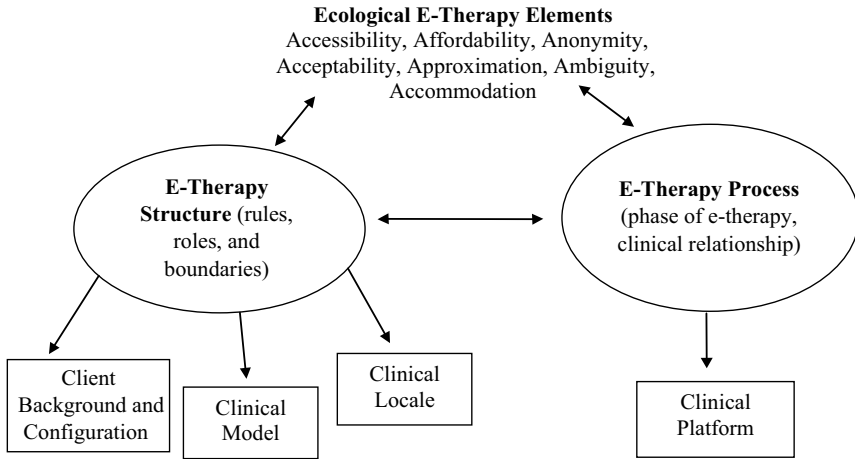 Ecological E-Therapy Elements
Accessibility, Affordability, Anonymity,
Acceptability, Approximation, Ambiguity,
Accommodation
E-Therapy
Structure (rules,
roles, and
boundaries)
E-Therapy Process
(phase of e-therapy,
clinical relationship)
Client
Background and
Configuration
Clinical
Model
Clinical
Locale
Clinical
Platform